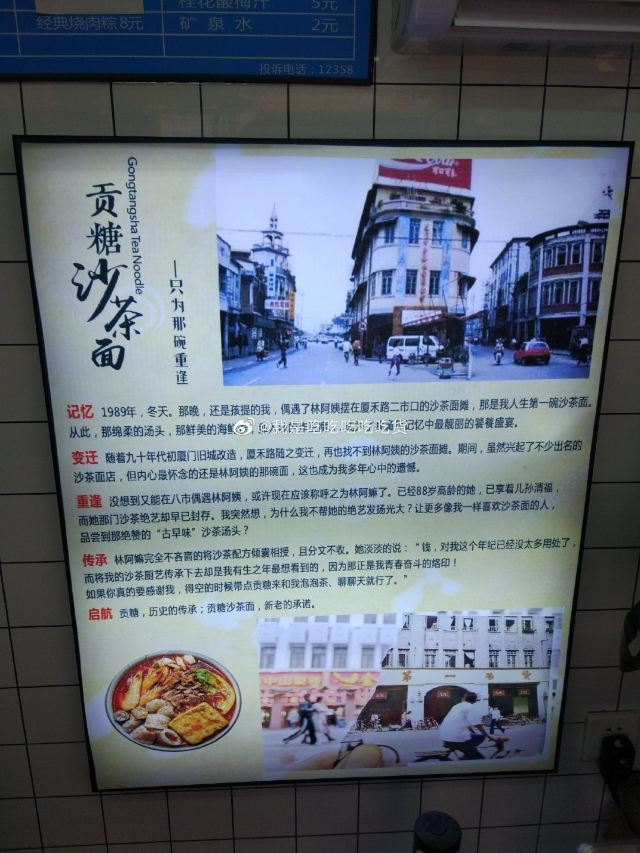 桂花酸梅汁 5元
经典烧肉粽 8元 矿泉水 2元
投诉电话：12358
贡糖沙茶面
Gongtangsha Tea Noodle
—只为那碗重逢
记忆 1989年，冬天。那晚，还是孩提的我，偶遇了林阿姨摆在厦禾路二市口的沙茶面摊，那是我人生第一碗沙茶面。
从此，那绵柔的汤头，那鲜美的海鲜
记忆中最靓丽的饕餮盛宴。
@我是吃吃吃吃货
变迁 随着九十年代初厦门旧城改造，厦禾路随之变迁，再也找不到林阿姨的沙茶面摊。期间，虽然兴起了不少出名的
沙茶面店，但内心最怀念的还是林阿姨的那碗面，这也成为我多年心中的遗憾。
重逢 没想到又能在八市偶遇林阿姨，或许现在应该称呼之为林阿嫲了。已经88岁高龄的她，已享着儿孙清福，
而她那门沙茶绝艺却早已封存。我突然想，为什么我不帮她的绝艺发扬光大？让更多像我一样喜欢沙茶面的人，
品尝到那绝赞的“古早味”沙茶汤头？
传承 林阿嫲完全不吝啬的将沙茶配方倾囊相授，且分文不收。她淡淡的说：“钱，对我这个年纪已经没太多用处了，
而将我的沙茶厨艺传承下去却是我有生之年最想看到的，因为那正是我青春奋斗的烙印！
如果你真的要感谢我，得空的时候带点贡糖来和我泡泡茶、聊聊天就行了。”
启航 贡糖，历史的传承；贡糖沙茶面，新老的承诺。